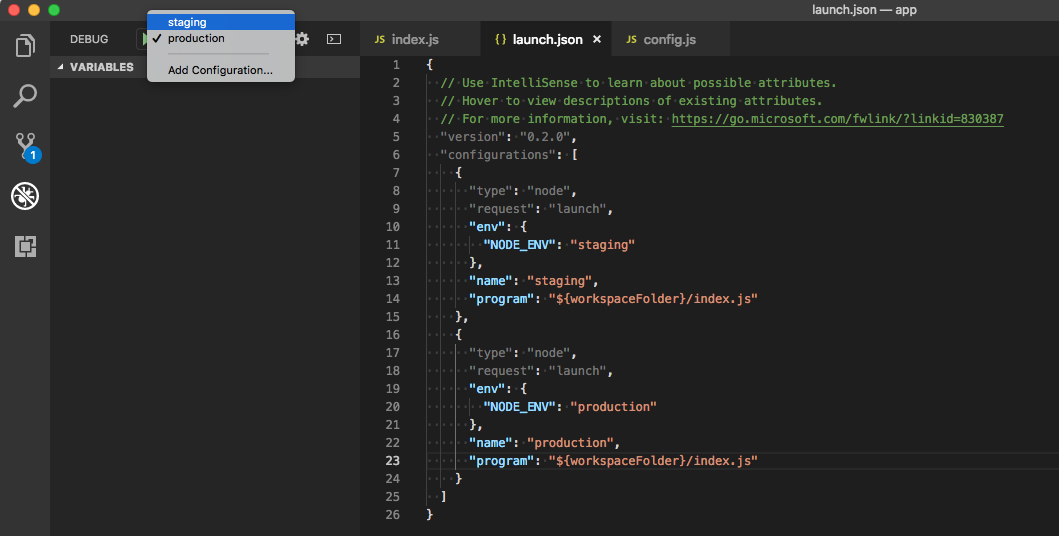 launch.json — app
staging
production
Add Configuration...
DEBUG
VARIABLES
1
JS index.js
{} launch.json ×
JS config.js
1 {
2 // Use IntelliSense to learn about possible attributes.
3 // Hover to view descriptions of existing attributes.
4 // For more information, visit: https://go.microsoft.com/fwlink/?linkid=830387
5 "version": "0.2.0",
6 "configurations": [
7 {
8 "type": "node",
9 "request": "launch",
10 "env": {
11 "NODE_ENV": "staging"
12 },
13 "name": "staging",
14 "program": "${workspaceFolder}/index.js"
15 },
16 {
17 "type": "node",
18 "request": "launch",
19 "env": {
20 "NODE_ENV": "production"
21 },
22 "name": "production",
23 "program": "${workspaceFolder}/index.js"
24 }
25 ]
26 }